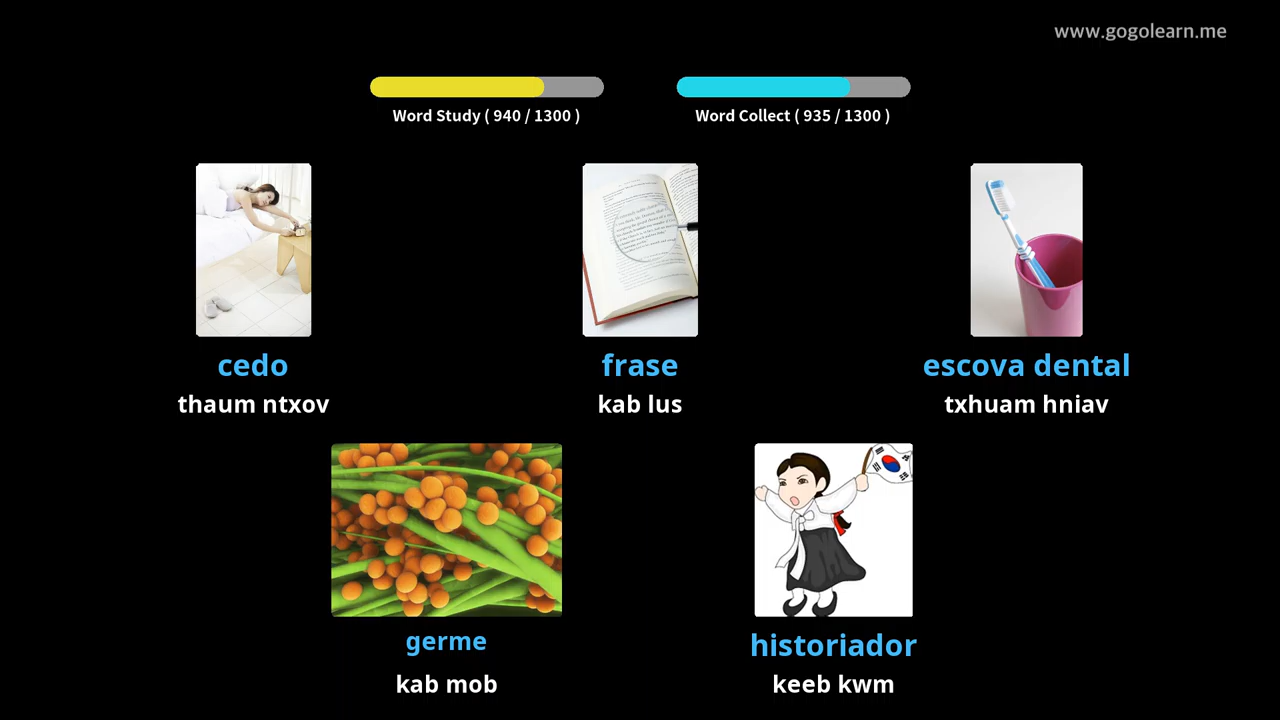 www.gogolearn.me
Word Study ( 940 / 1300 )
Word Collect ( 935 / 1300 )
cedo
thaum ntxov
frase
kab lus
escova dental
txhuam hniav
germe
kab mob
historiador
keeb kwm